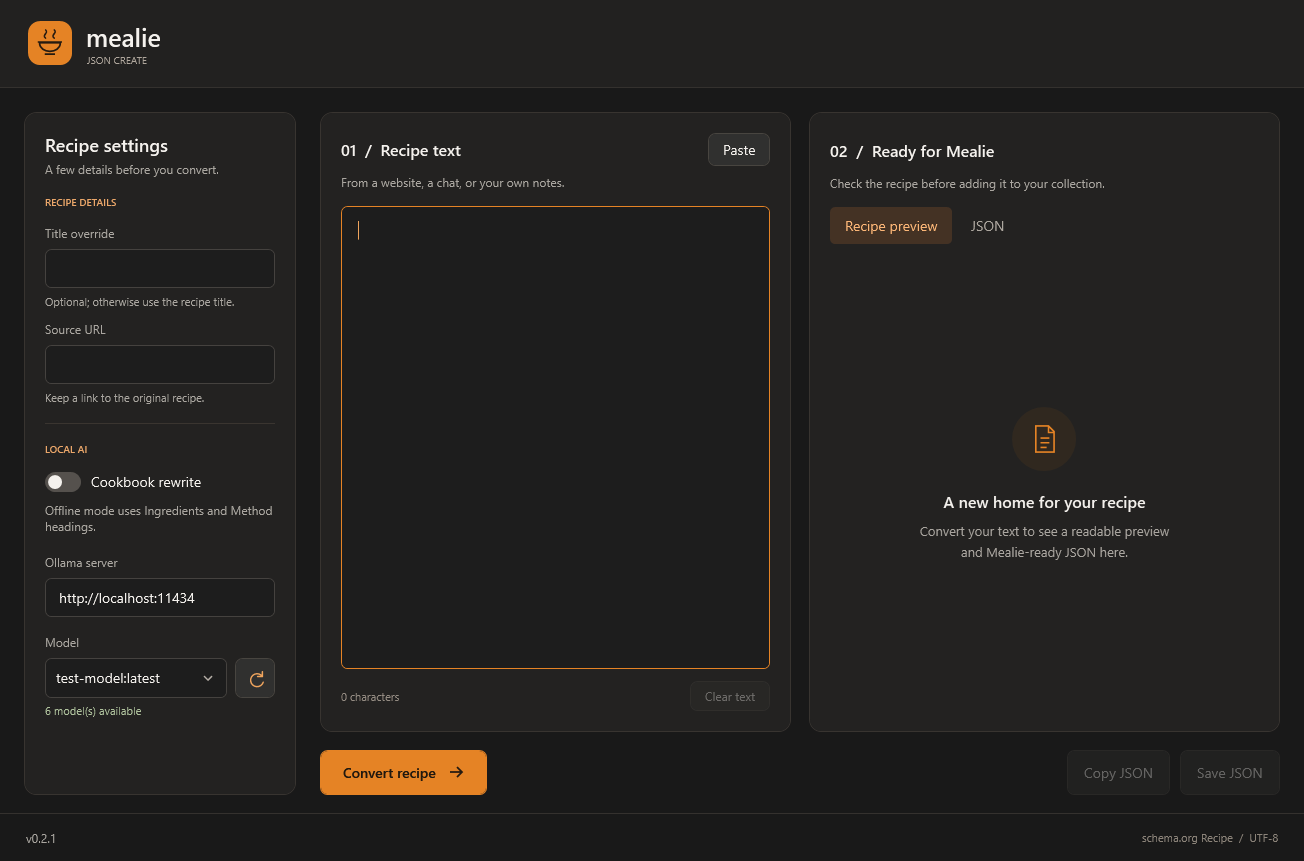 mealie
JSON CREATE
Recipe settings
A few details before you convert.
RECIPE DETAILS
Title override
Optional; otherwise use the recipe title.
Source URL
Keep a link to the original recipe.
LOCAL AI
Cookbook rewrite
Offline mode uses Ingredients and Method
headings.
Ollama server
http://localhost:11434
Model
test-model:latest
6 model(s) available
01 / Recipe text
Paste
From a website, a chat, or your own notes.
0 characters
Clear text
Convert recipe
02 / Ready for Mealie
Check the recipe before adding it to your collection.
Recipe preview
JSON
A new home for your recipe
Convert your text to see a readable preview
and Mealie-ready JSON here.
Copy JSON
Save JSON
v0.2.1
schema.org Recipe / UTF-8